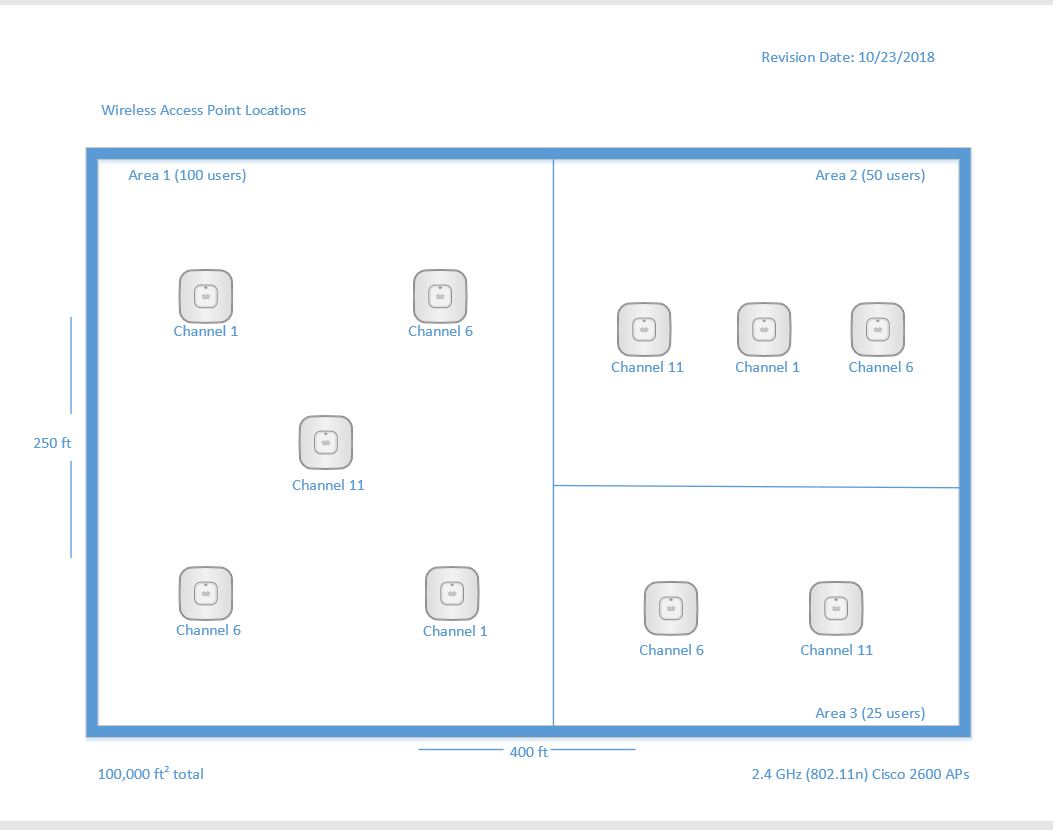 Revision Date: 10/23/2018
Wireless Access Point Locations
Area 1 (100 users)
Area 2 (50 users)
Channel 1
Channel 6
Channel 11
Channel 1
Channel 6
250 ft
Channel 11
Channel 6
Channel 1
Channel 6
Channel 11
Area 3 (25 users)
400 ft
100,000 ft² total
2.4 GHz (802.11n) Cisco 2600 APs